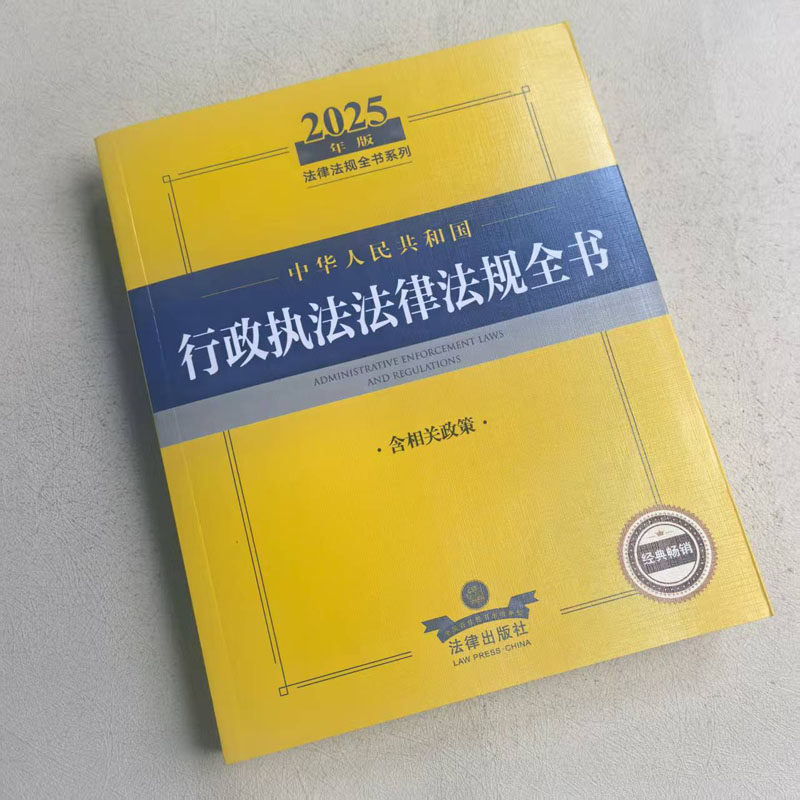 2025
年版
法律法规全书系列
中华人民共和国
行政执法法律法规全书
ADMINISTRATIVE ENFORCEMENT LAWS
AND REGULATIONS
·含相关政策·
经典畅销
法律出版社
LAW PRESS·CHINA